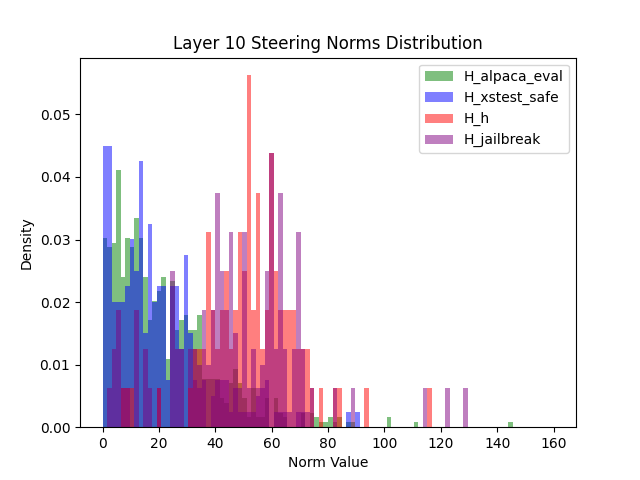 Layer 10 Steering Norms Distribution
H_alpaca_eval
H_xstest_safe
H_h
H_jailbreak
0.05
0.04
0.03
0.02
0.01
0.00
Density
0 20 40 60 80 100 120 140 160
Norm Value